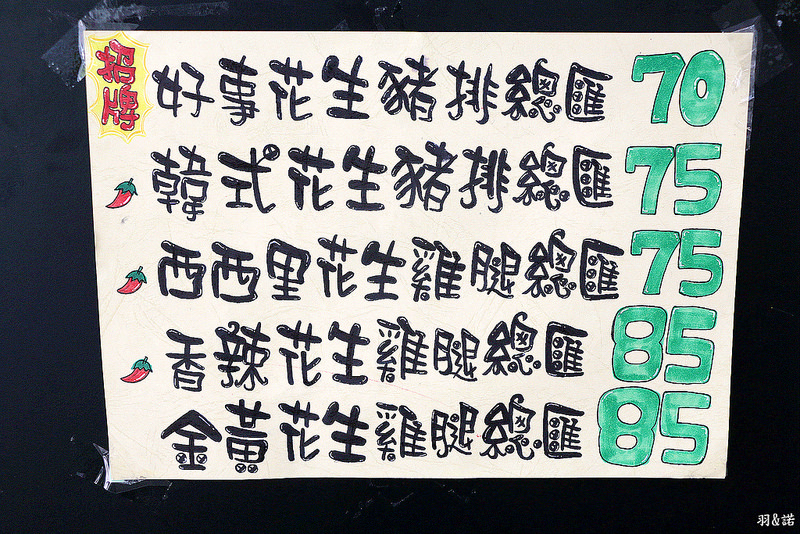 好事花生豬排總匯 70
韓式花生豬排總匯 75
西西里花生雞腿總匯 75
香辣花生雞腿總匯 85
金黃花生雞腿總匯 85
羽&諾